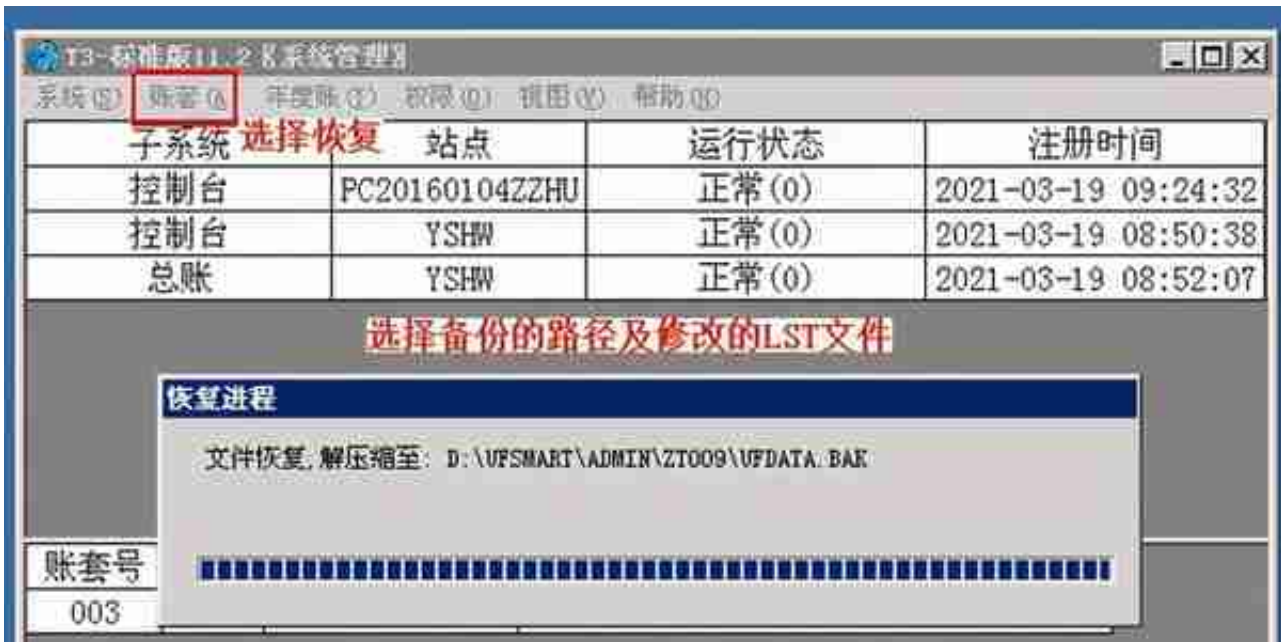 T3-标准版11.2〖系统管理〗
系统(S) 账套(A 年度账(Y) 权限(O) 视图(V) 帮助(H)
选择恢复
子系统 站点 运行状态 注册时间
控制台 PC20160104ZZHU 正常(0) 2021-03-19 09:24:32
控制台 YSHW 正常(0) 2021-03-19 08:50:38
总账 YSHW 正常(0) 2021-03-19 08:52:07
选择备份的路径及修改的LST文件
恢复进程
文件恢复,解压缩至: D:\UFSMART\ADMIN\ZT009\UFDATA.BAK
账套号
003